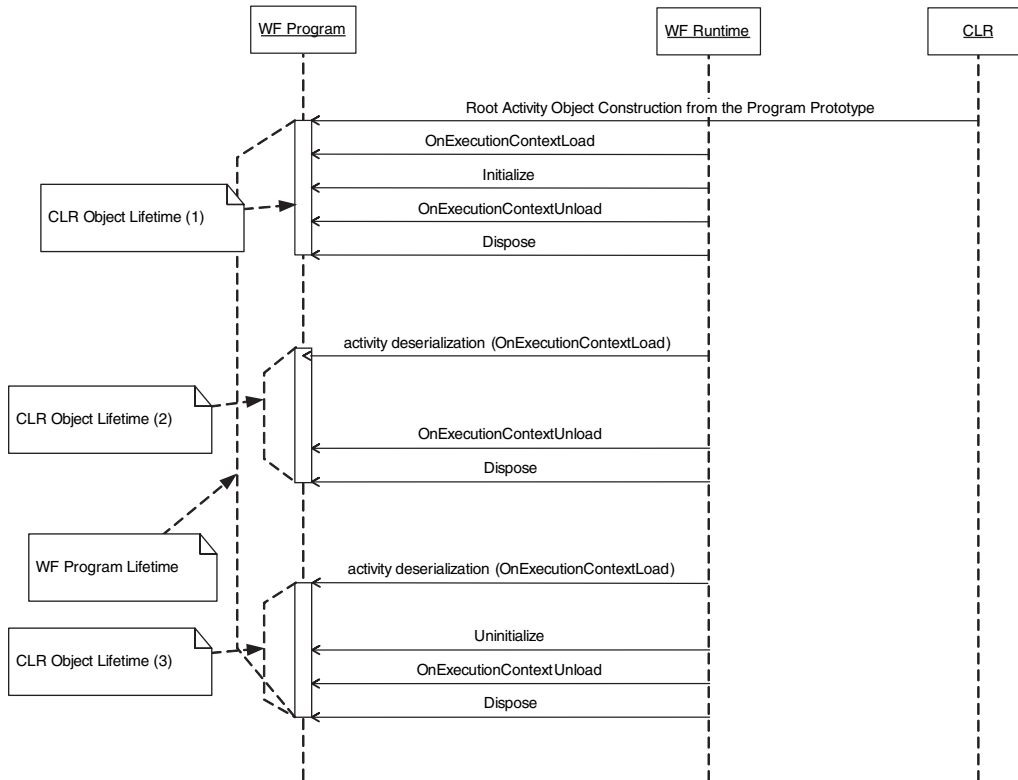 WF Program
WF Runtime
CLR
Root Activity Object Construction from the Program Prototype
OnExecutionContextLoad
Initialize
CLR Object Lifetime (1)
OnExecutionContextUnload
Dispose
activity deserialization (OnExecutionContextLoad)
CLR Object Lifetime (2)
OnExecutionContextUnload
Dispose
WF Program Lifetime
activity deserialization (OnExecutionContextLoad)
Uninitialize
CLR Object Lifetime (3)
OnExecutionContextUnload
Dispose